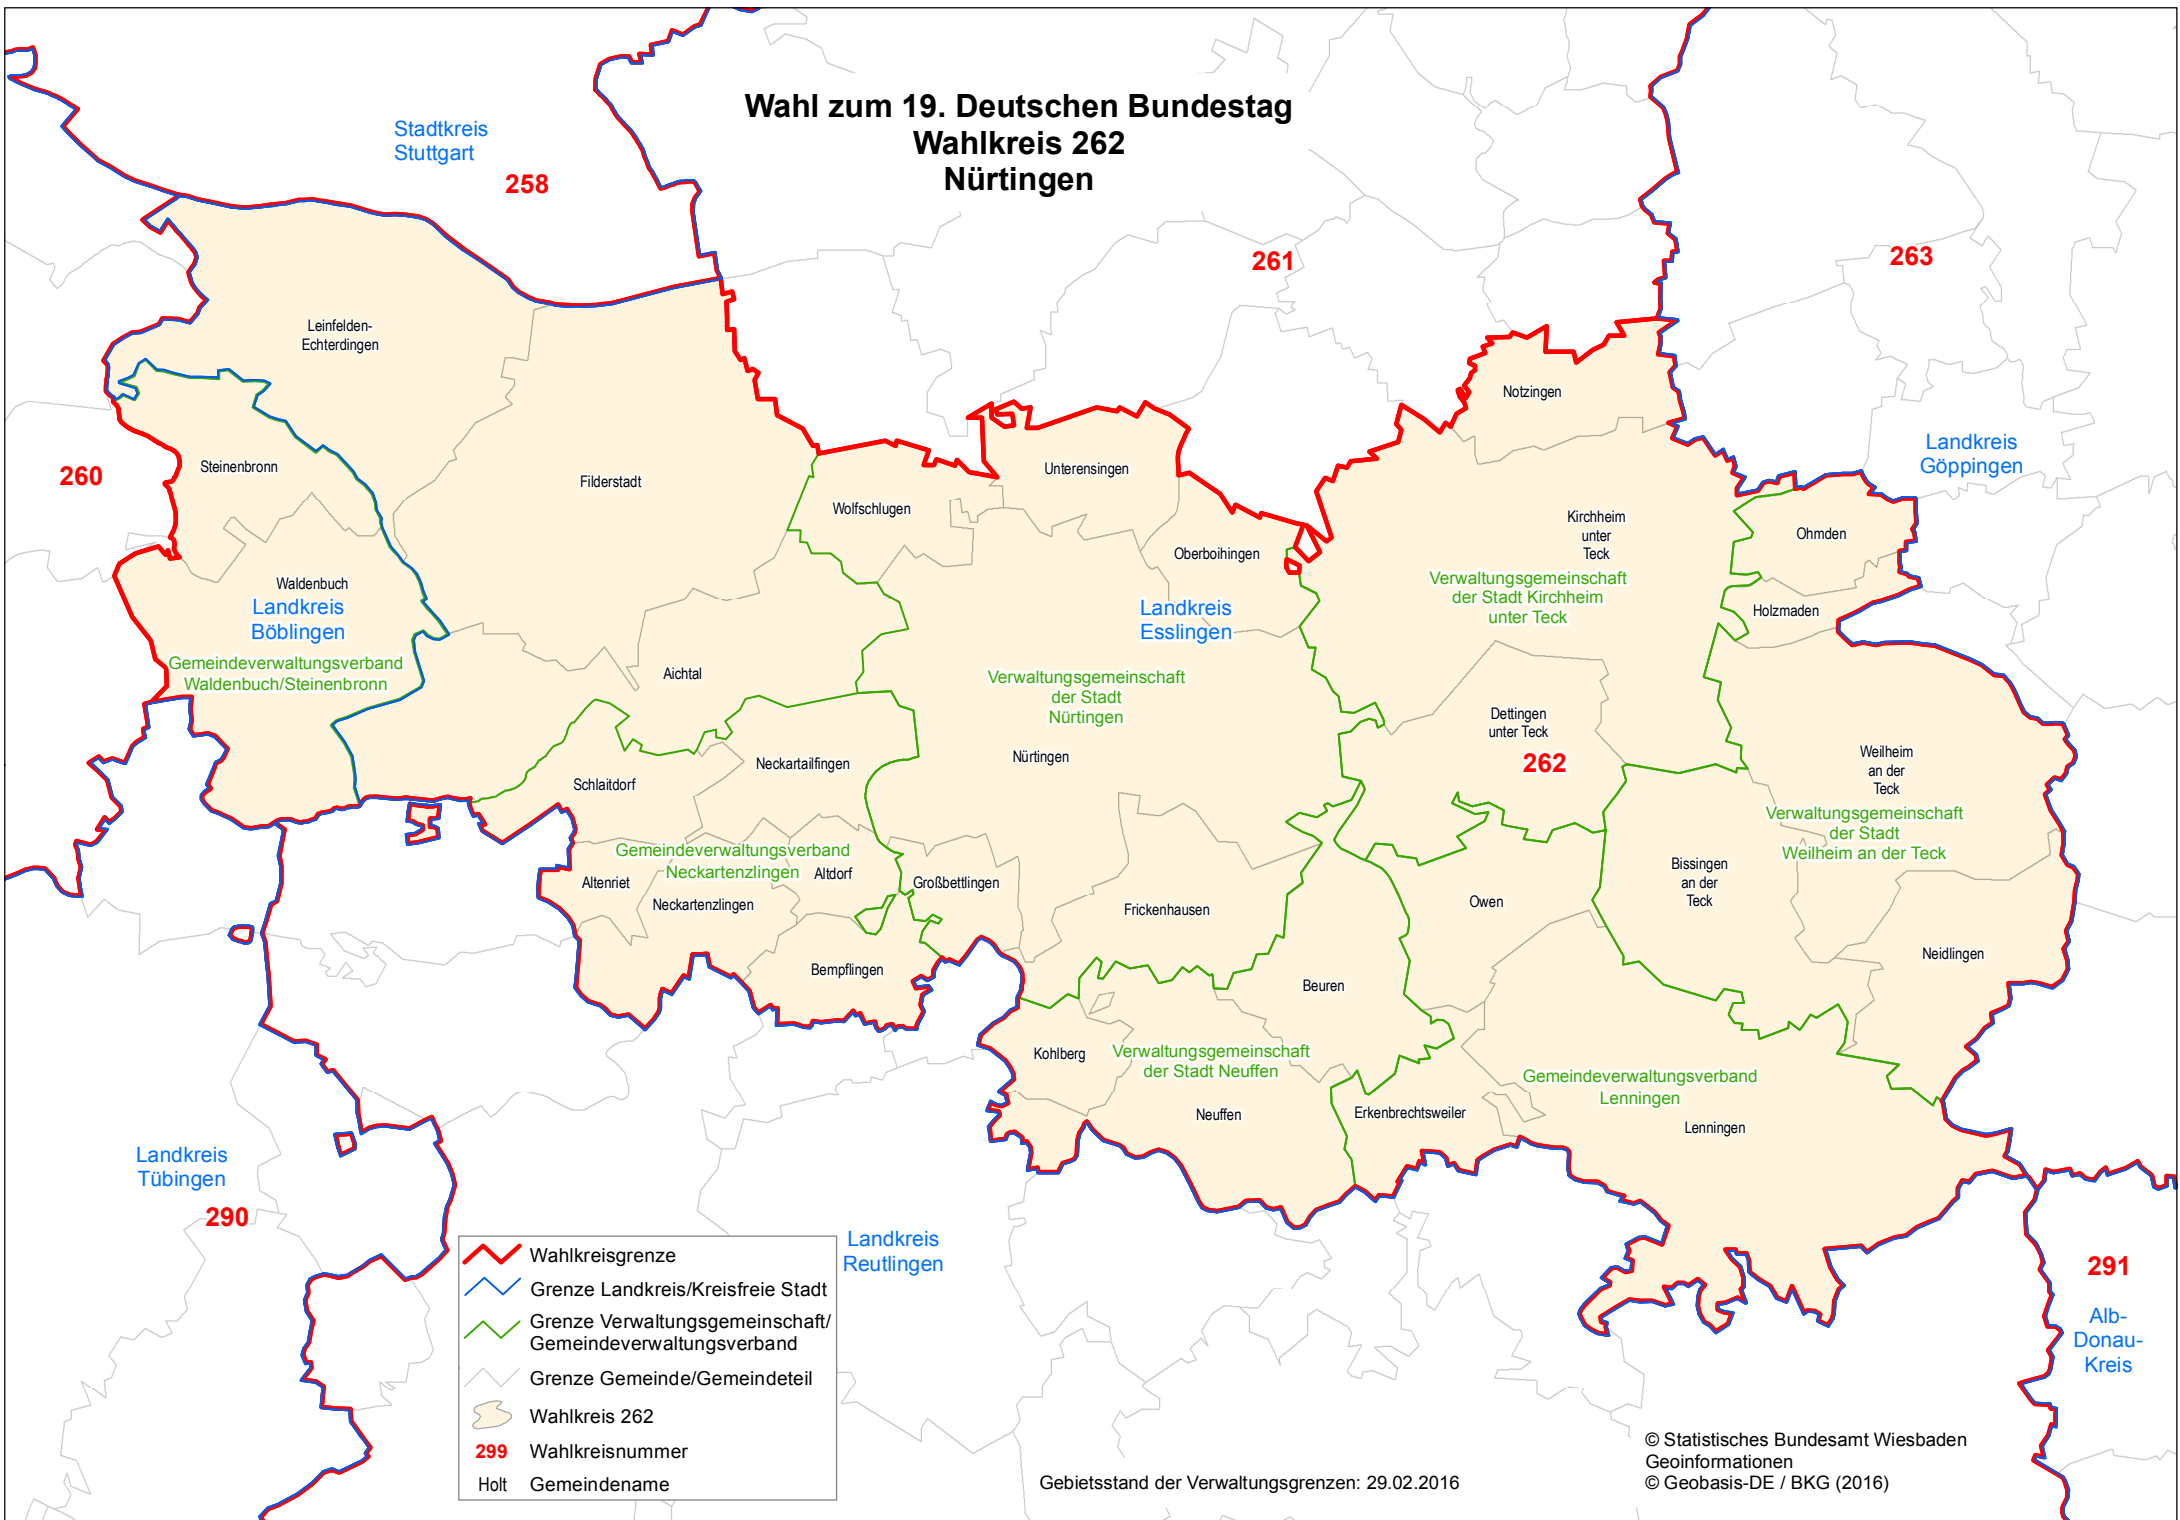 Wahl zum 19. Deutschen Bundestag
Wahlkreis 262
Nürtingen
Stadtkreis
Stuttgart
258
261
263
Leinfelden-
Echterdingen
Notzingen
Landkreis
Göppingen
260
Steinenbronn
Filderstadt
Unterensingen
Wolfschlugen
Oberboihingen
Kirchheim
unter
Teck
Ohmden
Waldenbuch
Landkreis
Böblingen
Landkreis
Esslingen
Verwaltungsgemeinschaft
der Stadt Kirchheim
unter Teck
Holzmaden
Gemeindeverwaltungsverband
Waldenbuch/Steinenbronn
Aichtal
Verwaltungsgemeinschaft
der Stadt
Nürtingen
Dettingen
unter Teck
262
Nürtingen
Neckartailfingen
Schlaitdorf
Weilheim
an der
Teck
Verwaltungsgemeinschaft
der Stadt
Weilheim an der Teck
Gemeindeverwaltungsverband
Neckartenzlingen
Altdorf
Altenriet
Neckartenzlingen
Großbettlingen
Frickenhausen
Owen
Bissingen
an der
Teck
Neidlingen
Bempflingen
Beuren
Kohlberg
Verwaltungsgemeinschaft
der Stadt Neuffen
Neuffen
Erkenbrechtsweiler
Gemeindeverwaltungsverband
Lenningen
Lenningen
Landkreis
Tübingen
290
Landkreis
Reutlingen
291
Alb-
Donau-
Kreis
Wahlkreisgrenze
Grenze Landkreis/Kreisfreie Stadt
Grenze Verwaltungsgemeinschaft/
Gemeindeverwaltungsverband
Grenze Gemeinde/Gemeindeteil
Wahlkreis 262
299 Wahlkreisnummer
Holt Gemeindename
Gebietsstand der Verwaltungsgrenzen: 29.02.2016
© Statistisches Bundesamt Wiesbaden
Geoinformationen
© Geobasis-DE / BKG (2016)